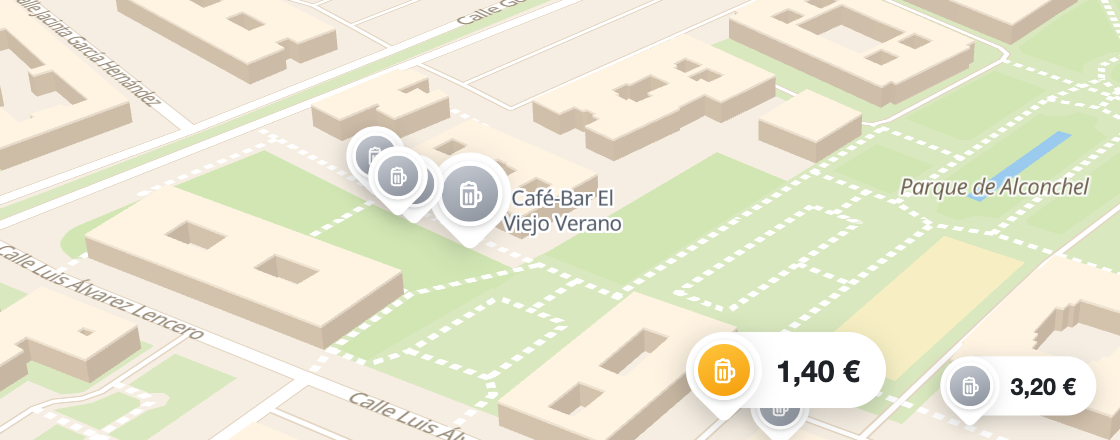 Calle Jacinta García Hernández
Café-Bar El
Viejo Verano
Parque de Alconchel
Calle Luis Álvarez Lencero
Calle Luis
1,40 €
3,20 €